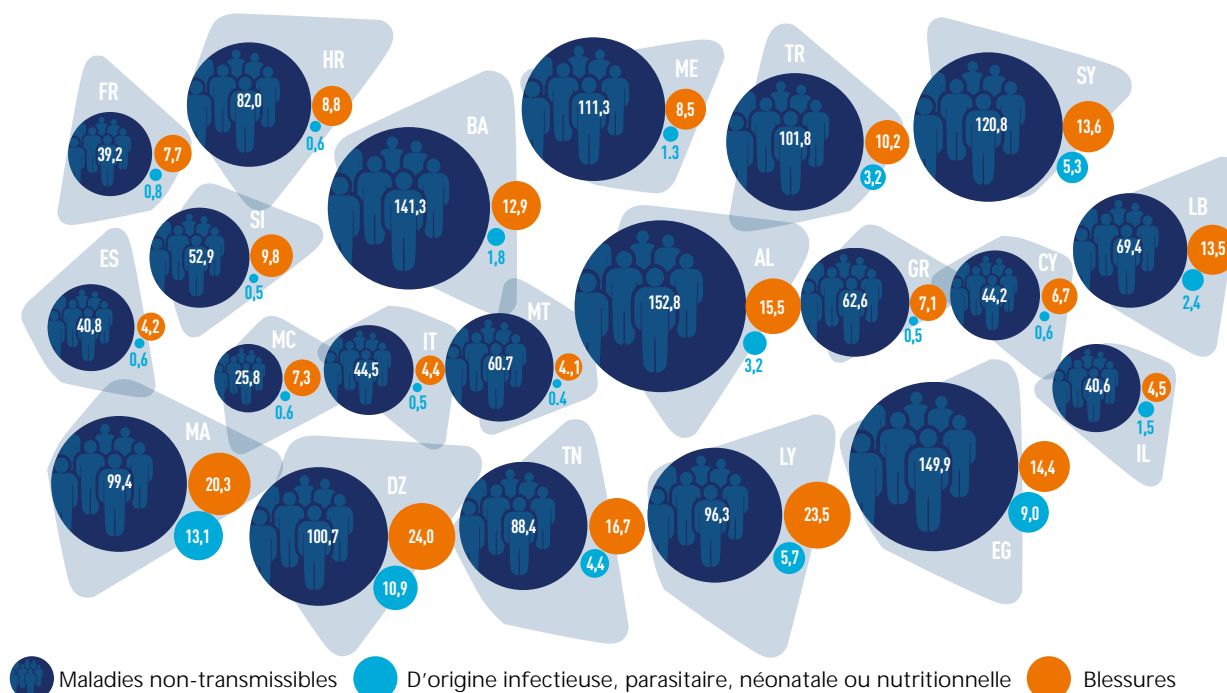 FR
39,2
7,7
0,8
HR
82,0
8,8
0,6
BA
141,3
12,9
1,8
ME
111,3
8,5
1.3
TR
101,8
10,2
3,2
SY
120,8
13,6
5,3
SI
52,9
9,8
0,5
ES
40,8
4,2
0,6
MC
25,8
7,3
0.6
IT
44,5
4,4
0,5
MT
60.7
4.,1
0.4
AL
152,8
15,5
3,2
GR
62,6
7,1
0,5
CY
44,2
6,7
0,6
LB
69,4
13,5
2,4
IL
40,6
4,5
1,5
MA
99,4
20,3
13,1
DZ
100,7
24,0
10,9
TN
88,4
16,7
4,4
LY
96,3
23,5
5,7
EG
149,9
14,4
9,0
Maladies non-transmissibles D'origine infectieuse, parasitaire, néonatale ou nutritionnelle Blessures